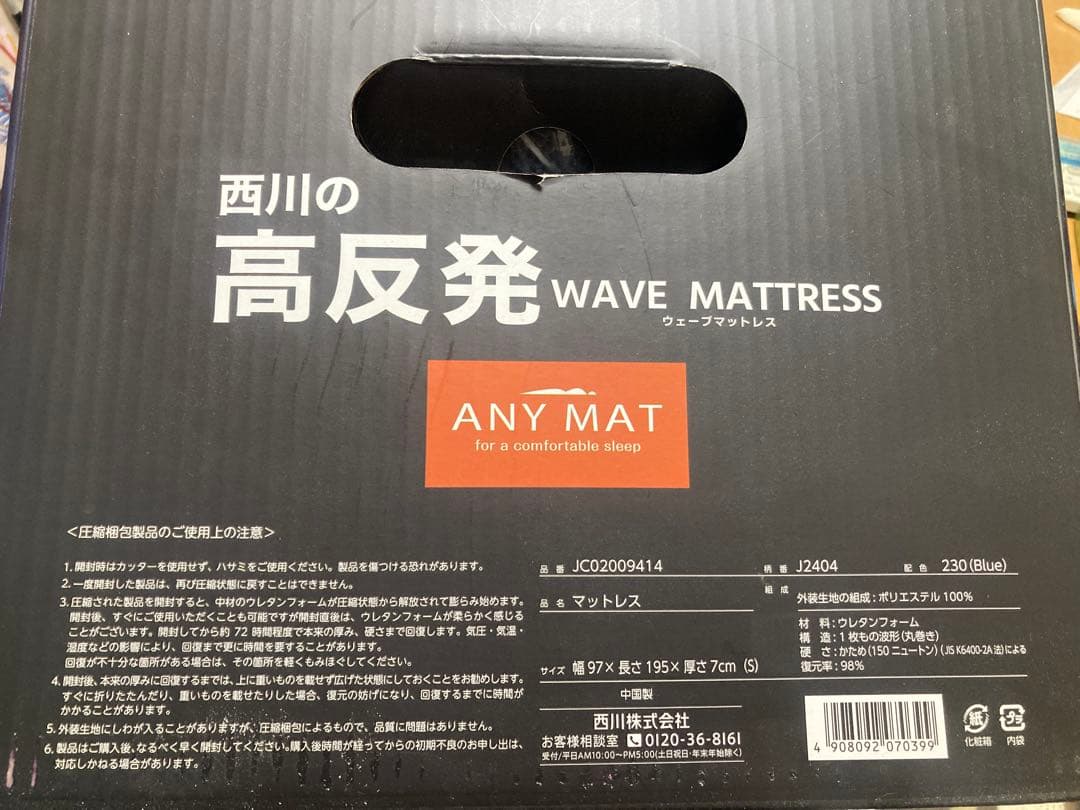 西川の
高反発 WAVE MATTRESS
ウェーブマットレス
ANY MAT
for a comfortable sleep
<圧縮梱包製品のご使用上の注意>
1.開封時はカッターを使用せず、ハサミをご使用ください。製品を傷つける恐れがあります。
2.一度開封した製品は、再び圧縮状態に戻すことはできません。
3.圧縮された製品を開封すると、中材のウレタンフォームが圧縮状態から解放されて膨らみ始めます。
開封後、すぐにご使用いただくことも可能ですが開封直後は、ウレタンフォームが柔らかく感じる
ことがございます。開封してから約72時間程度で本来の厚み、硬さまで回復します。気圧・気温・
湿度などの影響により、回復まで更に時間を要することがあります。
回復が不十分な箇所がある場合は、その箇所を軽くもみほぐしてください。
4.開封後、本来の厚みに回復するまでは、上に重いものを載せず広げた状態にしておくことをお勧めします。
すぐに折りたたんだり、重いものを載せたりした場合、復元の妨げになり、回復するまでに時間が
かかることがあります。
5.外装生地にしわが入ることがありますが、圧縮梱包によるもので、品質に問題はありません。
6.製品はご購入後、なるべく早く開封してください。購入後時間が経ってからの初期不良のお申し出は、
対応しかねる場合があります。
品番 JC02009414 柄番 J2404 配色 230(Blue)
品名 マットレス
組成 外装生地の組成:ポリエステル100%
材料:ウレタンフォーム
構造:1枚もの波形(丸巻き)
硬さ:かため(150ニュートン)(JIS K6400-2A法)による
復元率:98%
サイズ 幅97×長さ195×厚さ7cm (S)
中国製
西川株式会社
お客様相談室 0120-36-8161
受付/平日AM10:00~PM5:00(土日祝日・年末年始除く)
4 908092 070399
紙
化粧箱
プラ
内袋